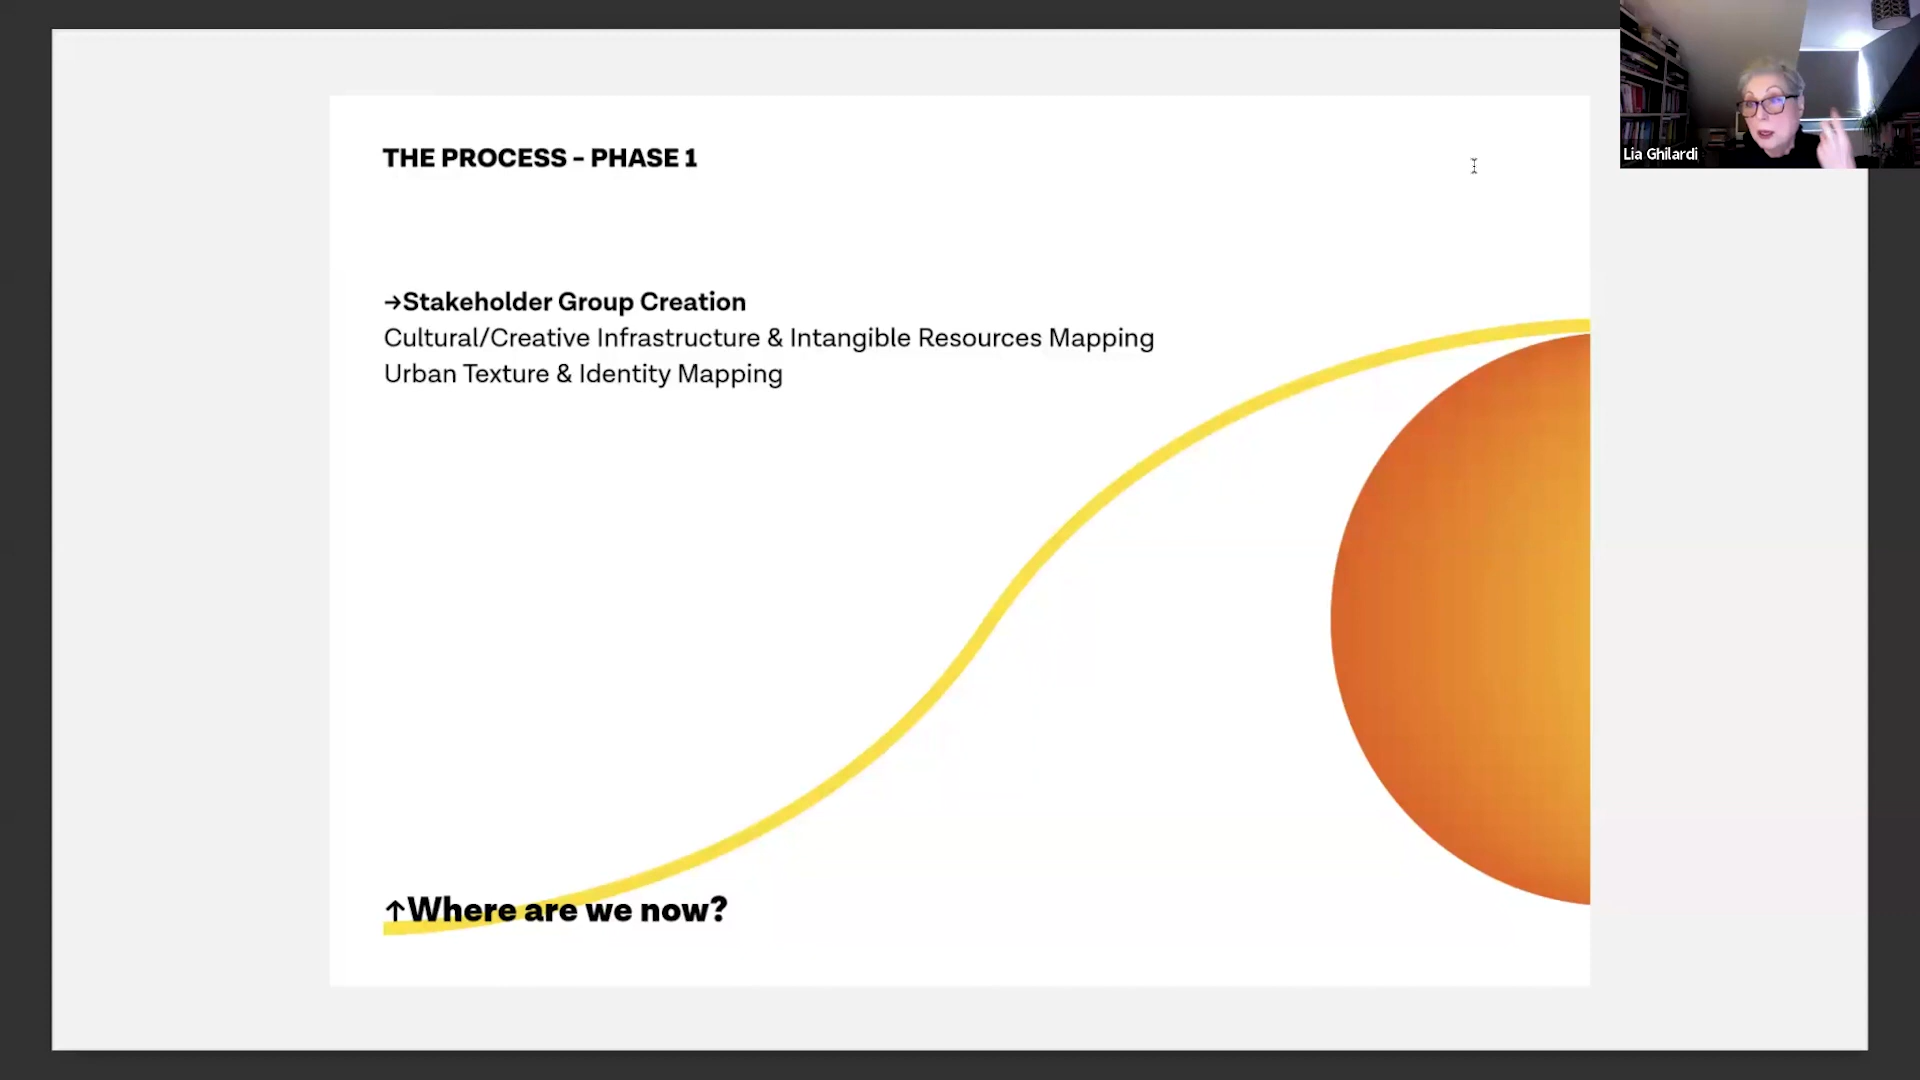 THE PROCESS – PHASE 1
→Stakeholder Group Creation
Cultural/Creative Infrastructure & Intangible Resources Mapping
Urban Texture & Identity Mapping
↑Where are we now?
Lia Ghilardi